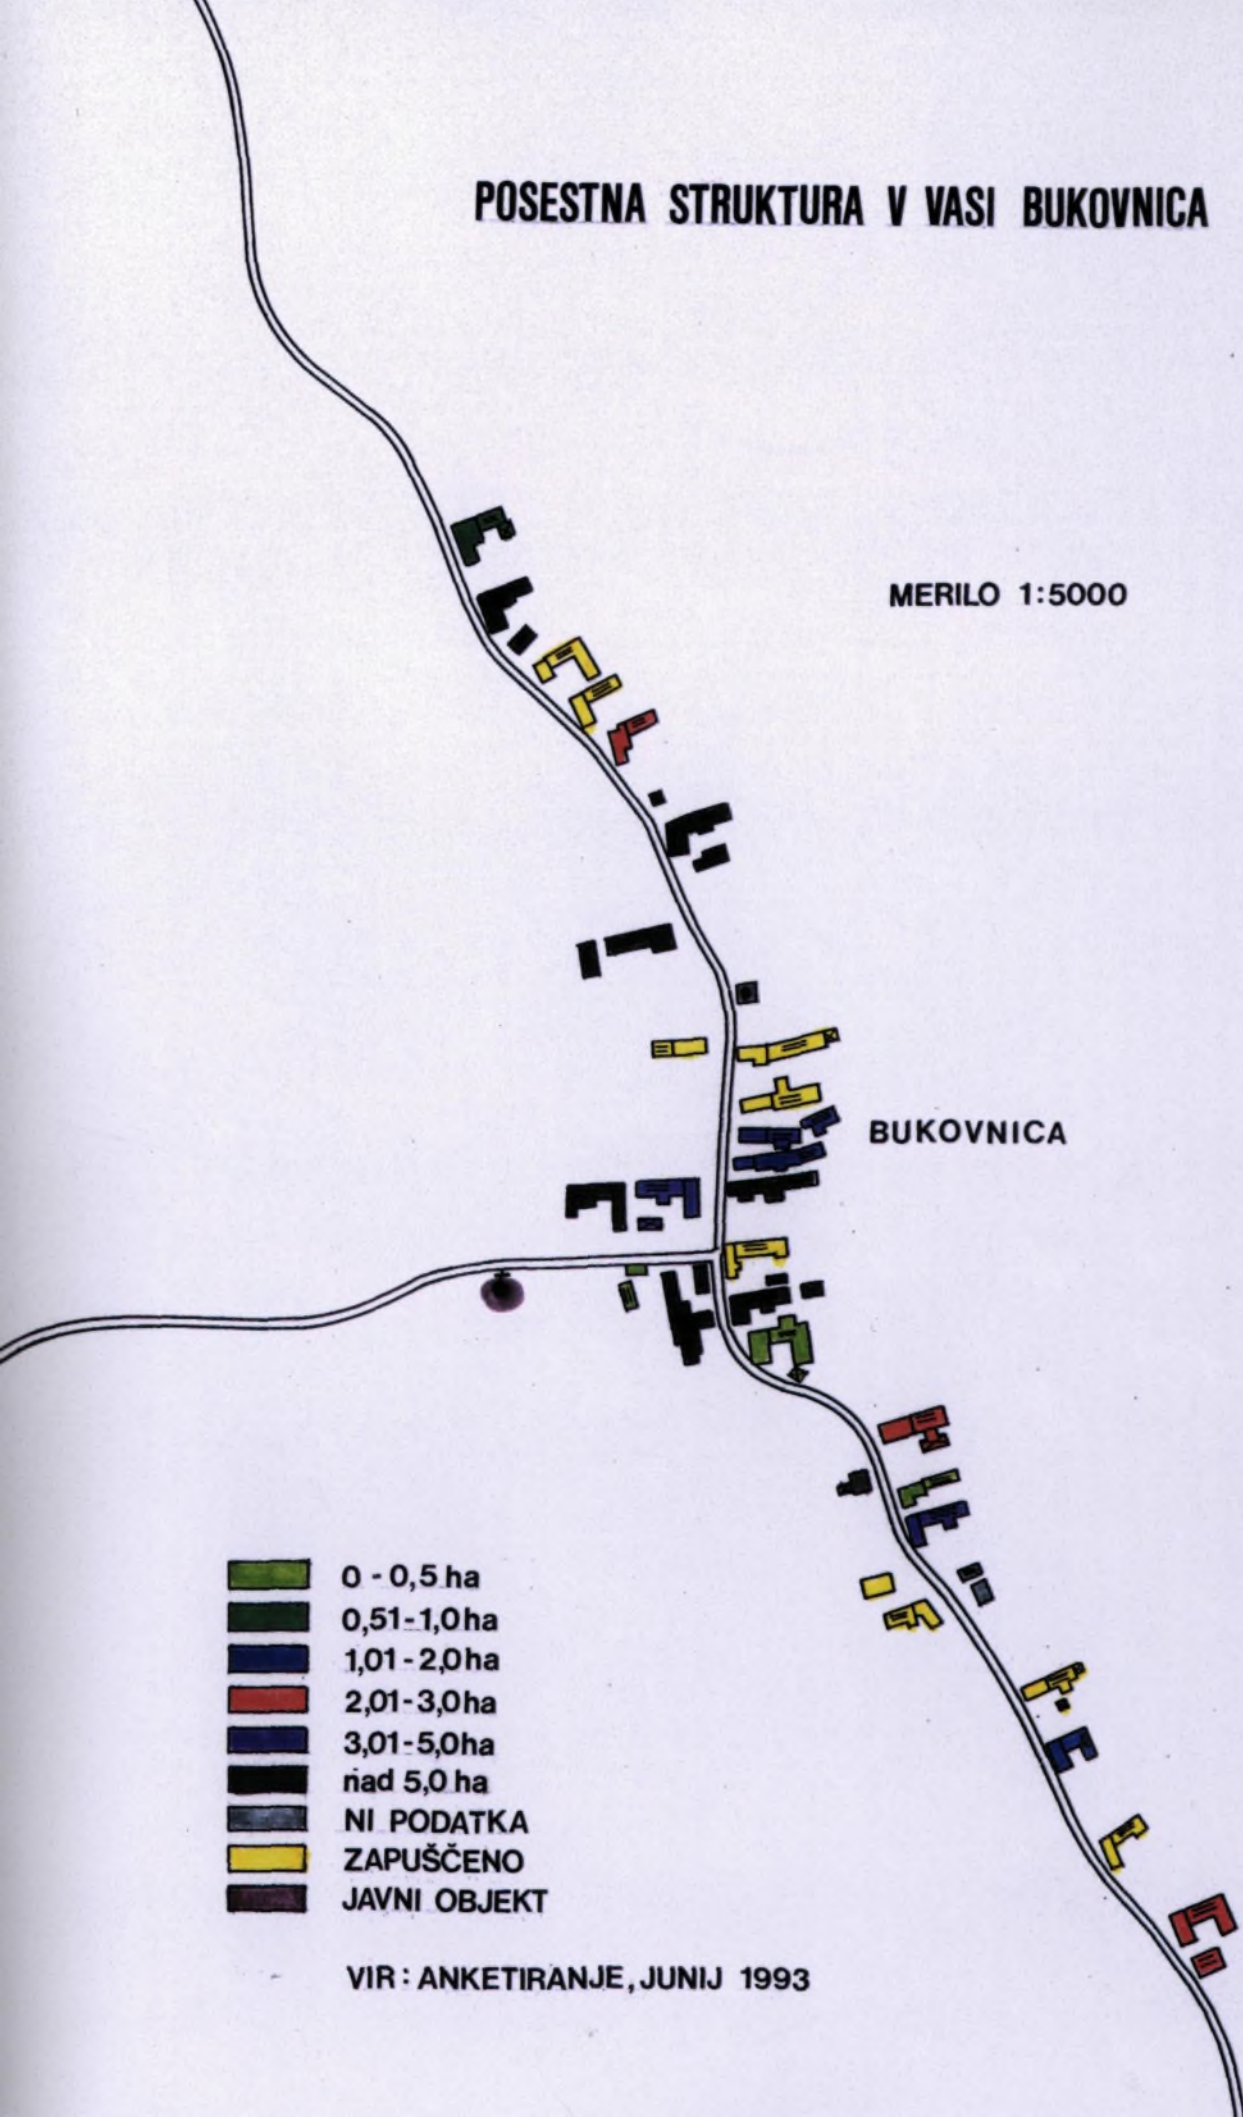 POSESTNA STRUKTURA V VASI BUKOVNICA
MERILO 1:5000
BUKOVNICA
0 - 0,5 ha
0,51-1,0 ha
1,01-2,0 ha
2,01-3,0 ha
3,01-5,0 ha
nad 5,0 ha
NI PODATKA
ZAPUŠČENO
JAVNI OBJEKT
VIR: ANKETIRANJE, JUNIJ 1993